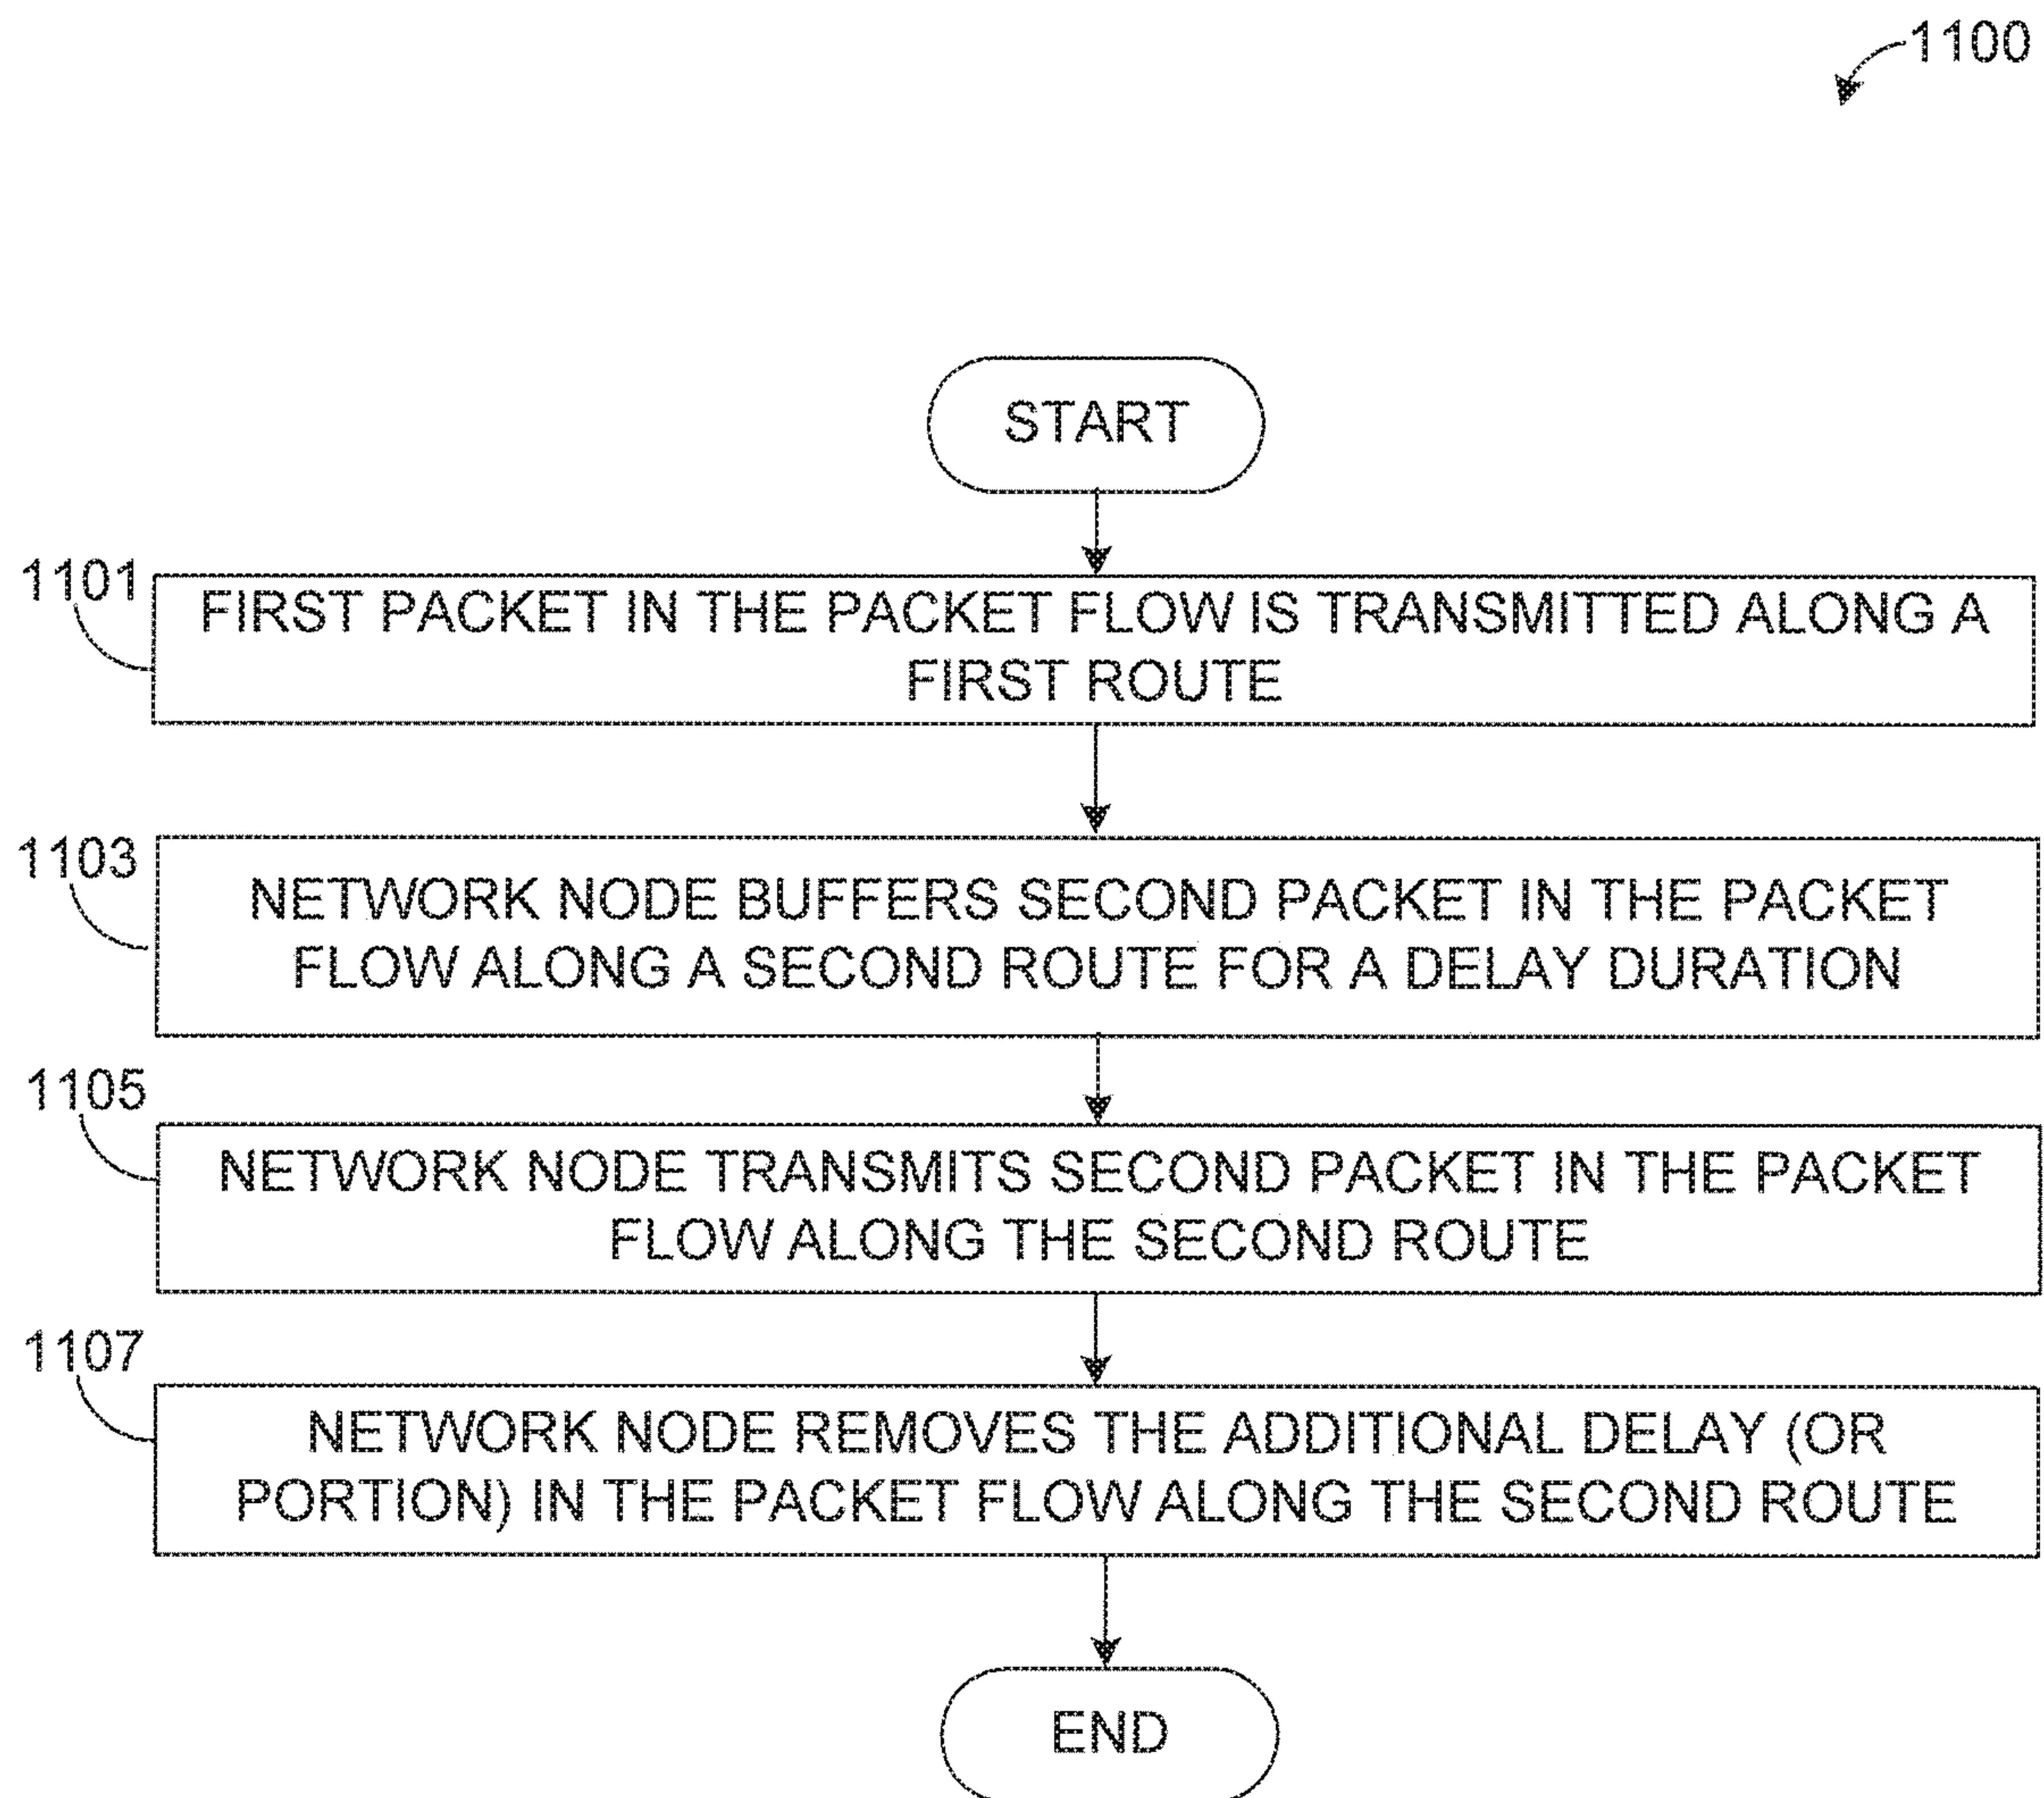 1100
START
1101
FIRST PACKET IN THE PACKET FLOW IS TRANSMITTED ALONG A
FIRST ROUTE
1103
NETWORK NODE BUFFERS SECOND PACKET IN THE PACKET
FLOW ALONG A SECOND ROUTE FOR A DELAY DURATION
1105
NETWORK NODE TRANSMITS SECOND PACKET IN THE PACKET
FLOW ALONG THE SECOND ROUTE
1107
NETWORK NODE REMOVES THE ADDITIONAL DELAY (OR
PORTION) IN THE PACKET FLOW ALONG THE SECOND ROUTE
END